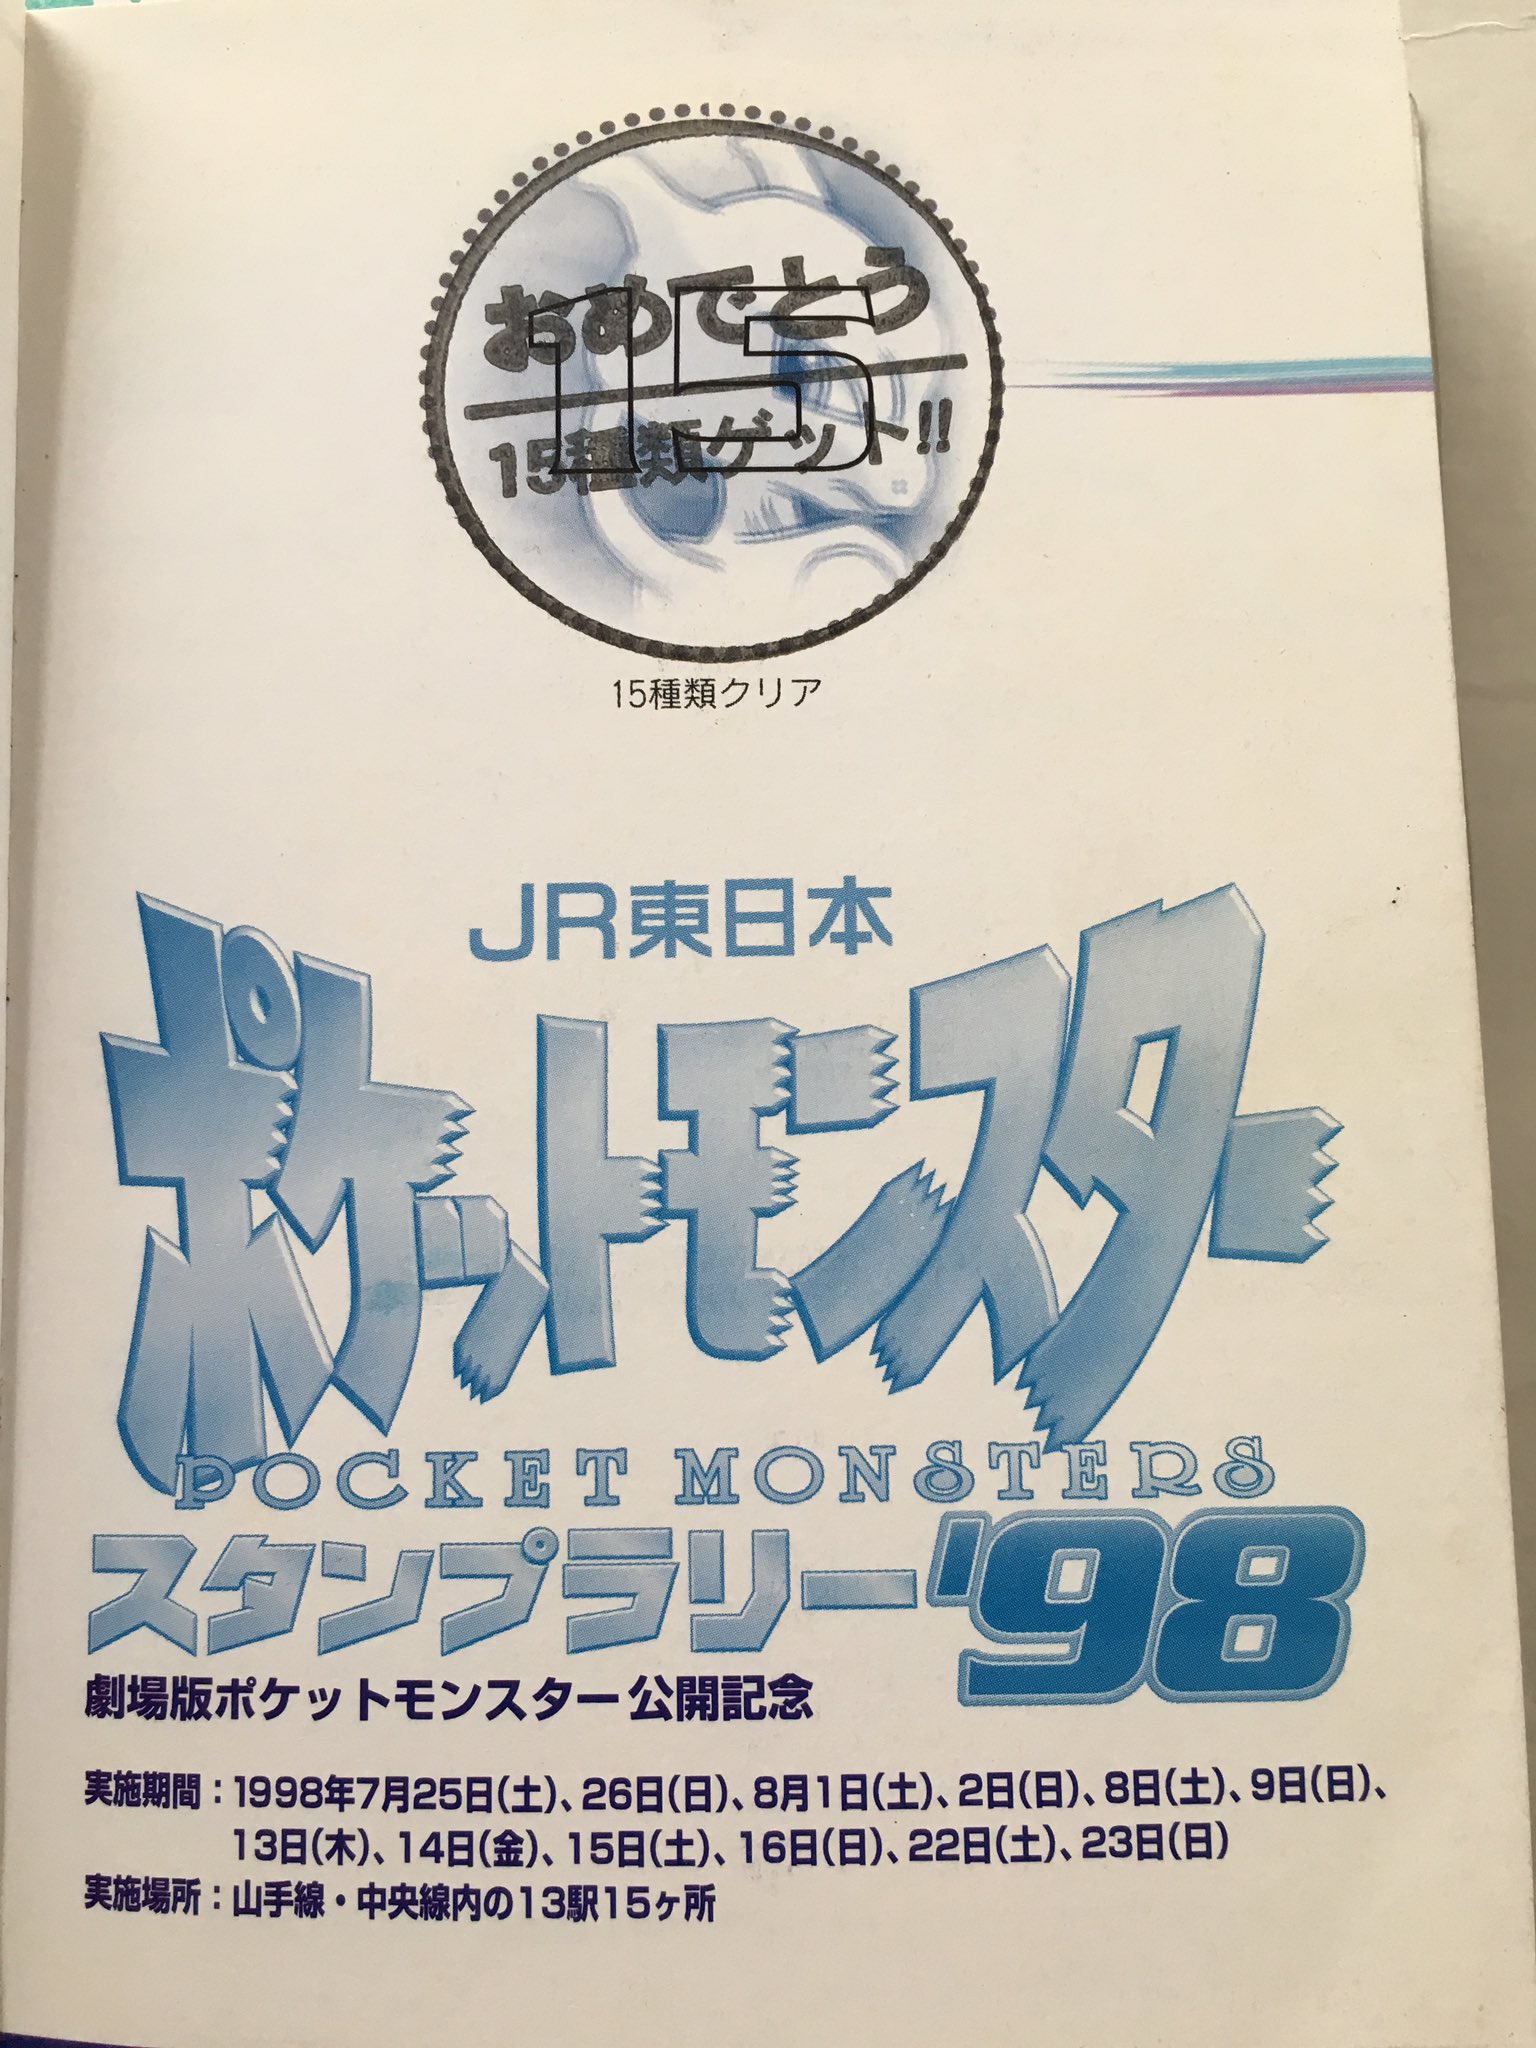 おめでとう
15
15種類ゲット!!
15種類クリア
JR東日本
ポケットモンスター
POCKET MONSTERS
スタンプラリー'98
劇場版ポケットモンスター公開記念
実施期間：1998年7月25日(土)、26日(日)、8月1日(土)、2日(日)、8日(土)、9日(日)、
13日(木)、14日(金)、15日(土)、16日(日)、22日(土)、23日(日)
実施場所：山手線・中央線内の13駅15ヶ所